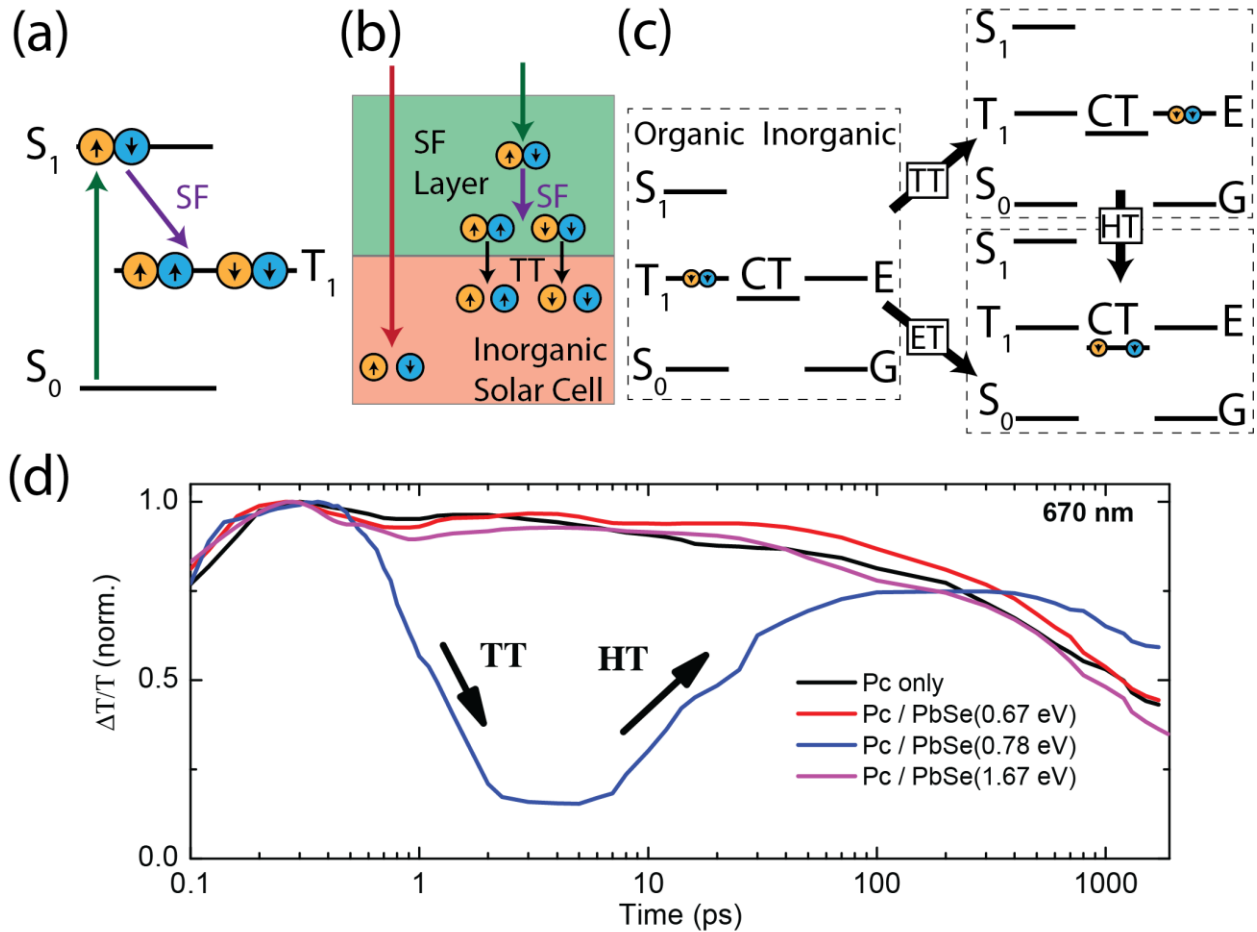 (a)
S1
SF
T1
S0
(b)
SF
Layer
SF
TT
Inorganic
Solar Cell
(c)
Organic Inorganic
S1
T1 CT E
S0 G
TT
ET
S1
T1 CT E
S0 G
HT
S1
T1 CT E
S0 G
(d)
670 nm
TT
HT
Pc only
Pc / PbSe(0.67 eV)
Pc / PbSe(0.78 eV)
Pc / PbSe(1.67 eV)
ΔT/T (norm.)
1.0
0.5
0.0
0.1 1 10 100 1000
Time (ps)